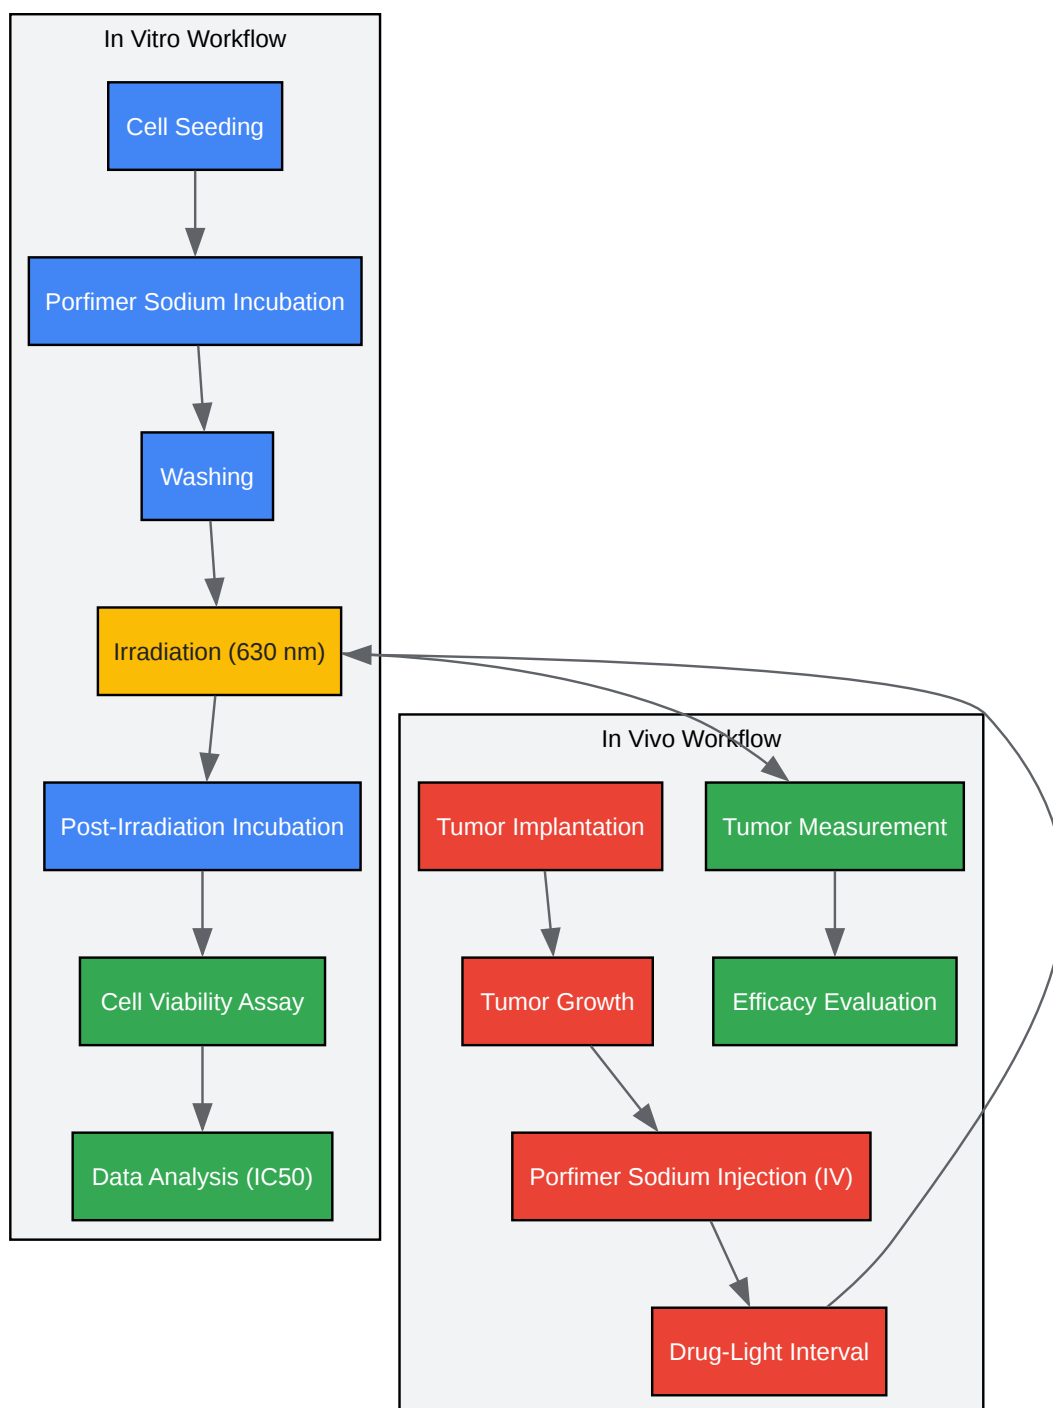 In Vitro Workflow
Cell Seeding
Porfimer Sodium Incubation
Washing
Irradiation (630 nm)
Post-Irradiation Incubation
Cell Viability Assay
Data Analysis (IC50)
In Vivo Workflow
Tumor Implantation
Tumor Measurement
Tumor Growth
Efficacy Evaluation
Porfimer Sodium Injection (IV)
Drug-Light Interval